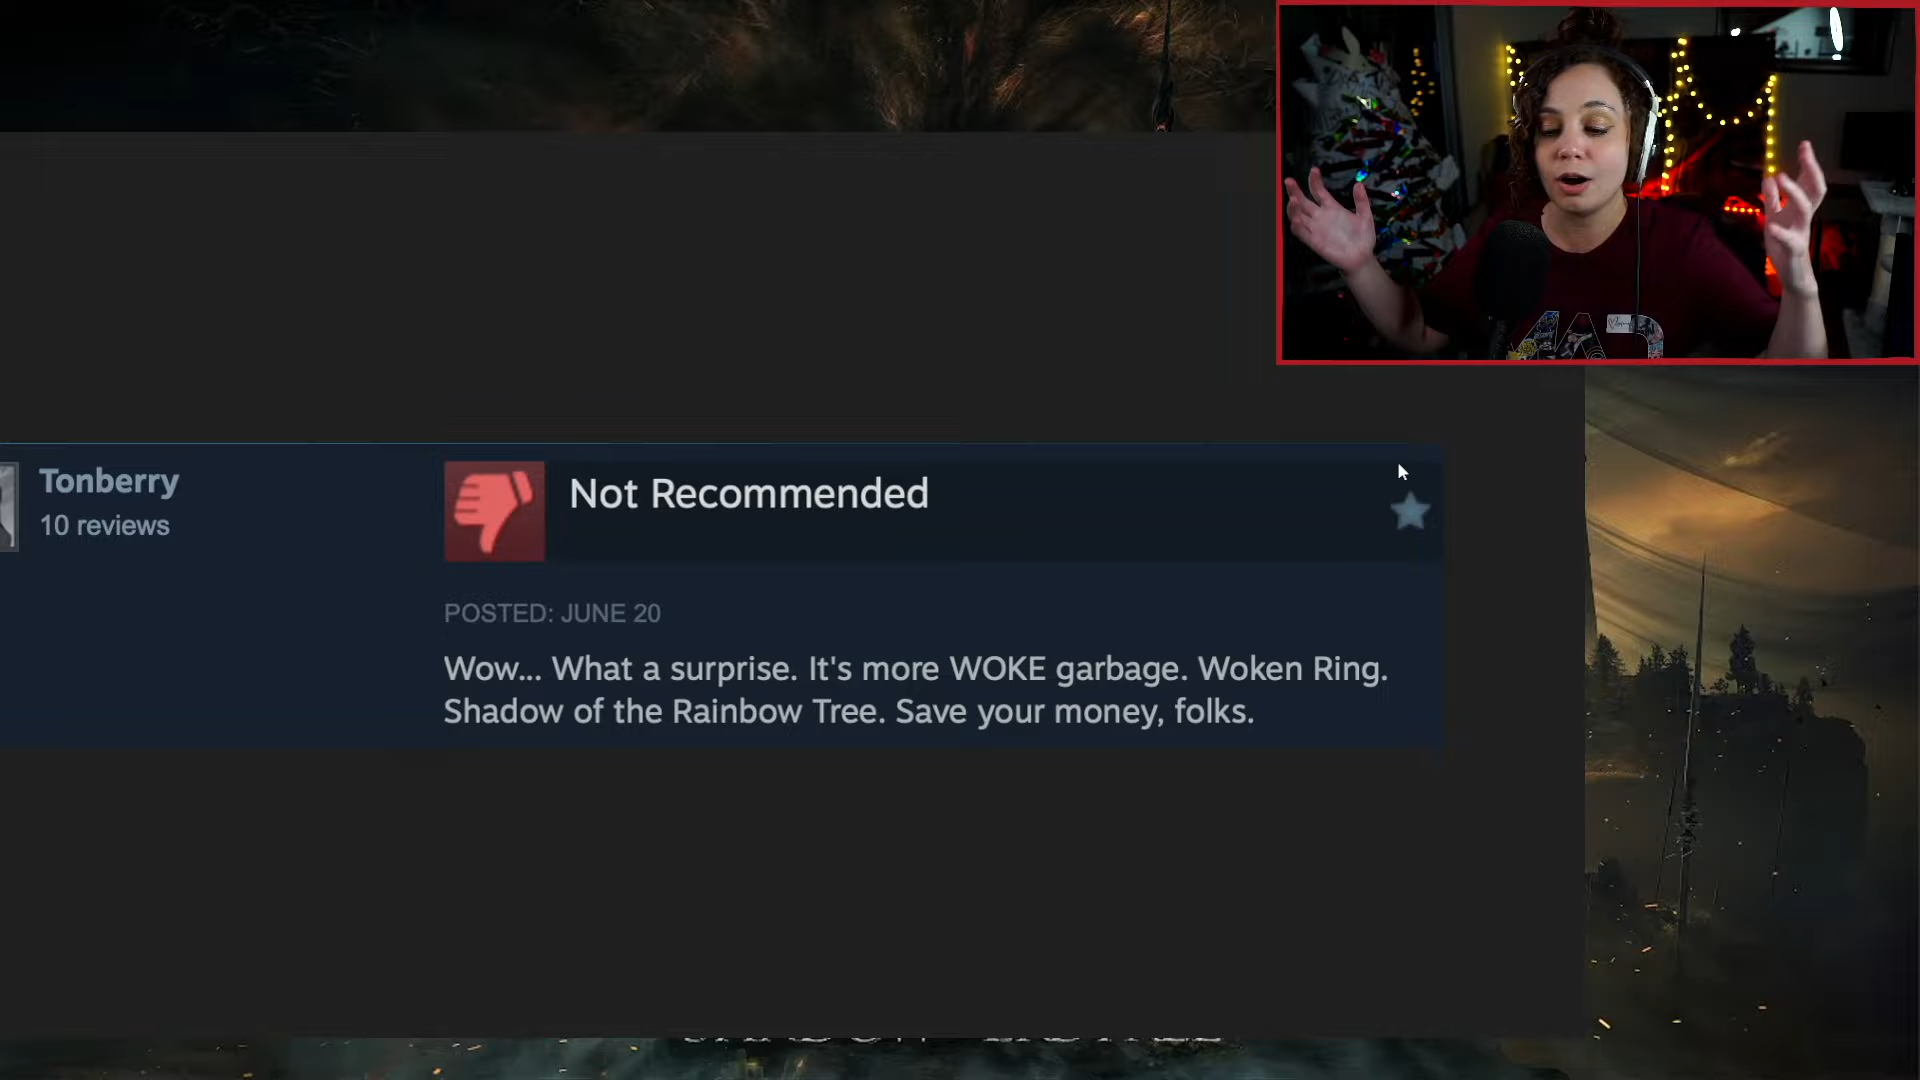 Tonberry
10 reviews
Not Recommended
POSTED: JUNE 20
Wow... What a surprise. It's more WOKE garbage. Woken Ring.
Shadow of the Rainbow Tree. Save your money, folks.